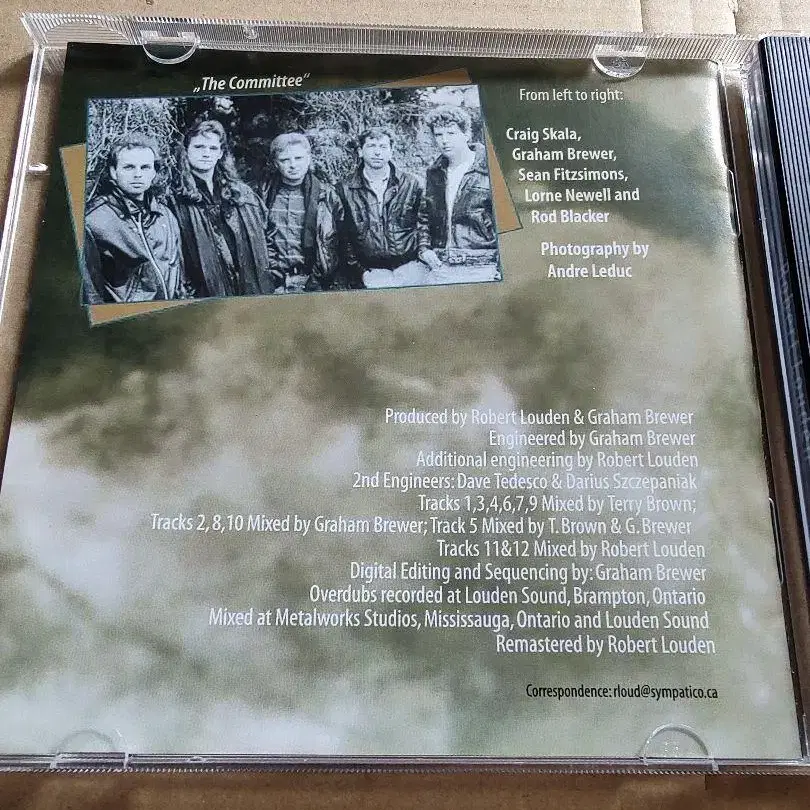 „The Committee“
From left to right:
Craig Skala,
Graham Brewer,
Sean Fitzsimons,
Lorne Newell and
Rod Blacker
Photography by
Andre Leduc
Produced by Robert Louden & Graham Brewer
Engineered by Graham Brewer
Additional engineering by Robert Louden
2nd Engineers: Dave Tedesco & Darius Szczepaniak
Tracks 1,3,4,6,7,9 Mixed by Terry Brown;
Tracks 2, 8,10 Mixed by Graham Brewer; Track 5 Mixed by T. Brown & G. Brewer
Tracks 11&12 Mixed by Robert Louden
Digital Editing and Sequencing by: Graham Brewer
Overdubs recorded at Louden Sound, Brampton, Ontario
Mixed at Metalworks Studios, Mississauga, Ontario and Louden Sound
Remastered by Robert Louden
Correspondence: rloud@sympatico.ca